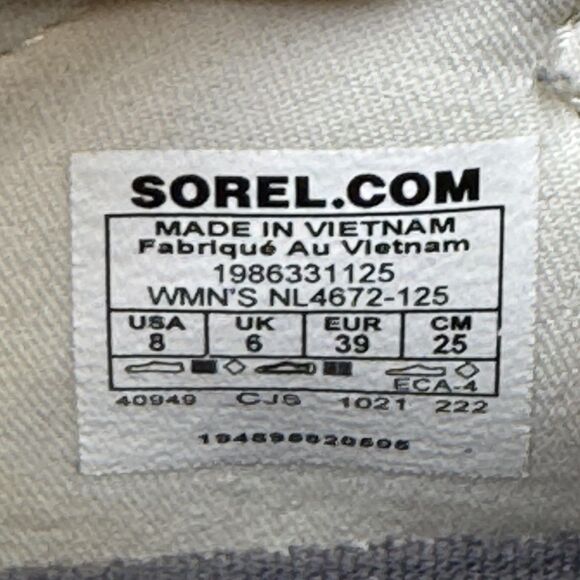 SOREL.COM
MADE IN VIETNAM
Fabriqué Au Vietnam
1986331125
WMN'S NL4672-125
USA UK EUR CM
8 6 39 25
ECA-4
40949 CJS 1021 222